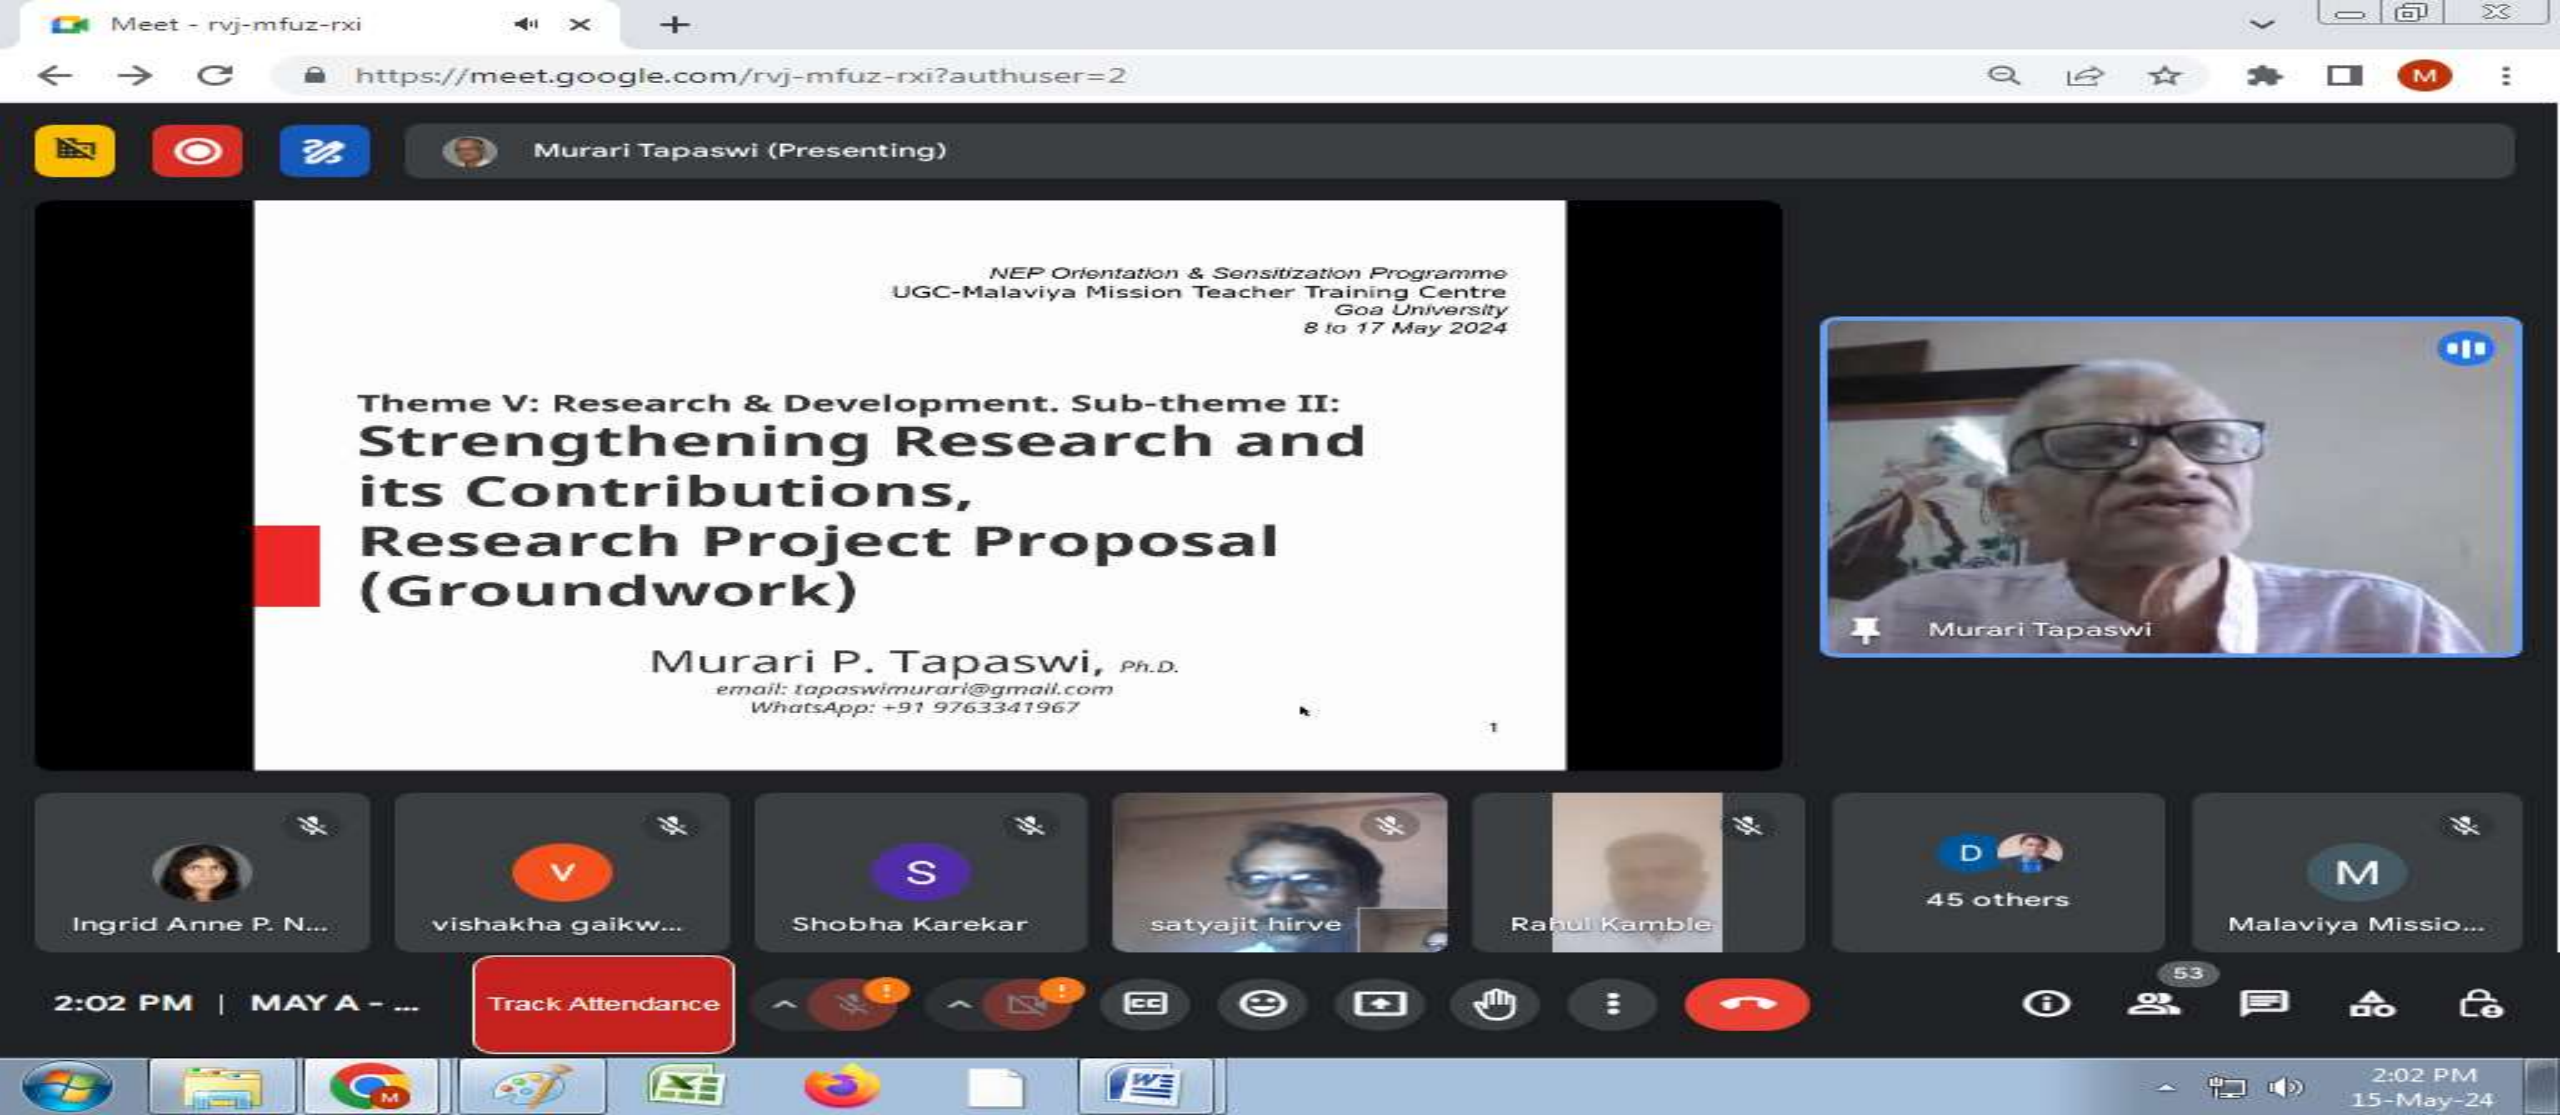 Meet - rvj-mfuz-rxi
https://meet.google.com/rvj-mfuz-rxi?authuser=2
M
Murari Tapaswi (Presenting)
NEP Orientation & Sensitization Programme
UGC-Malaviya Mission Teacher Training Centre
Goa University
8 to 17 May 2024
Theme V: Research & Development. Sub-theme II:
Strengthening Research and
its Contributions,
Research Project Proposal
(Groundwork)
Murari P. Tapaswi, Ph.D.
email: tapaswimurari@gmail.com
WhatsApp: +91 9763341967
1
Murari Tapaswi
V
S
D
M
Ingrid Anne P. N...
vishakha gaikw...
Shobha Karekar
satyajit hirve
Rahul Kamble
45 others
Malaviya Missio...
53
2:02 PM | MAY A - ...
Track Attendance
CC
M
2:02 PM
15-May-24